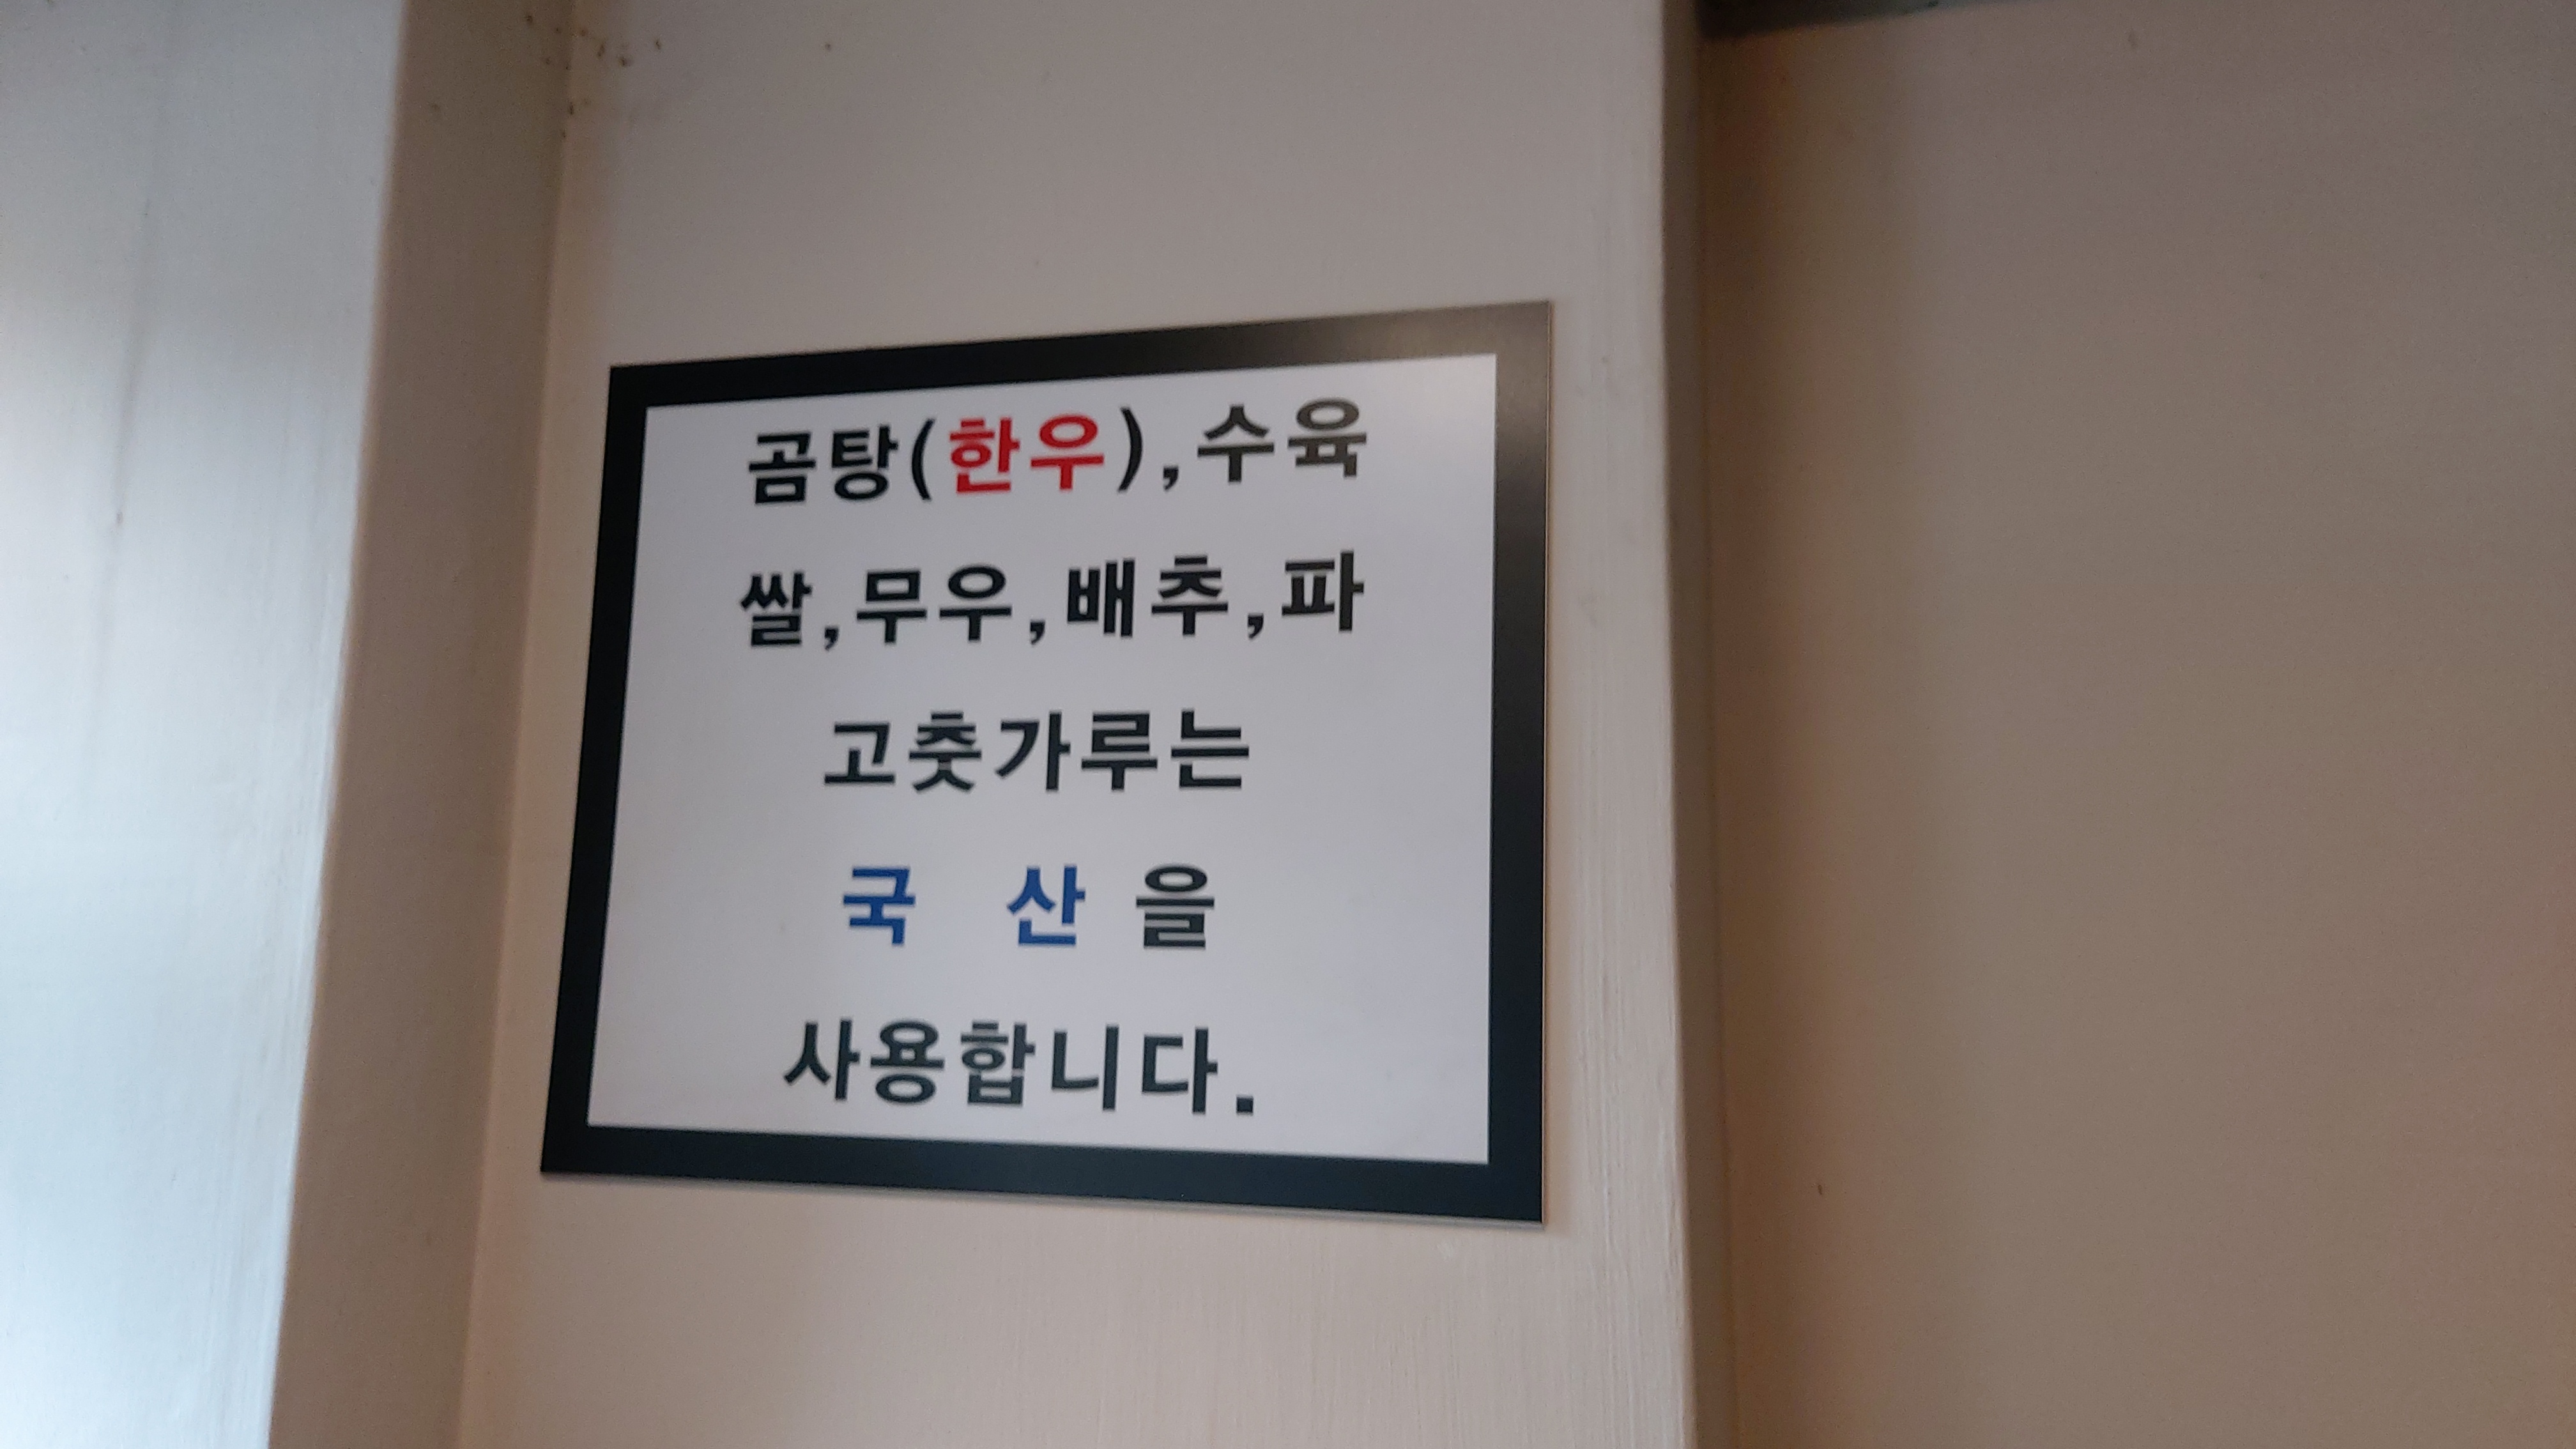 곰탕(한우),수육
쌀,무우,배추,파
고춧가루는
국 산 을
사용합니다.